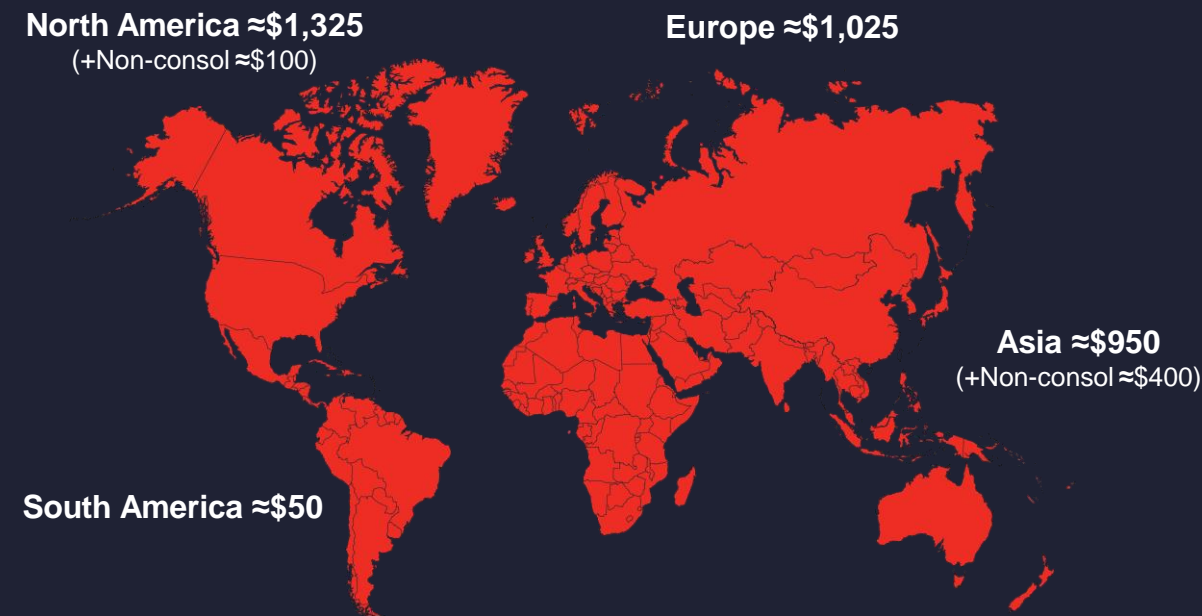 North America ≈$1,325
(+Non-consol ≈$100)
Europe ≈$1,025
Asia ≈$950
(+Non-consol ≈$400)
South America ≈$50